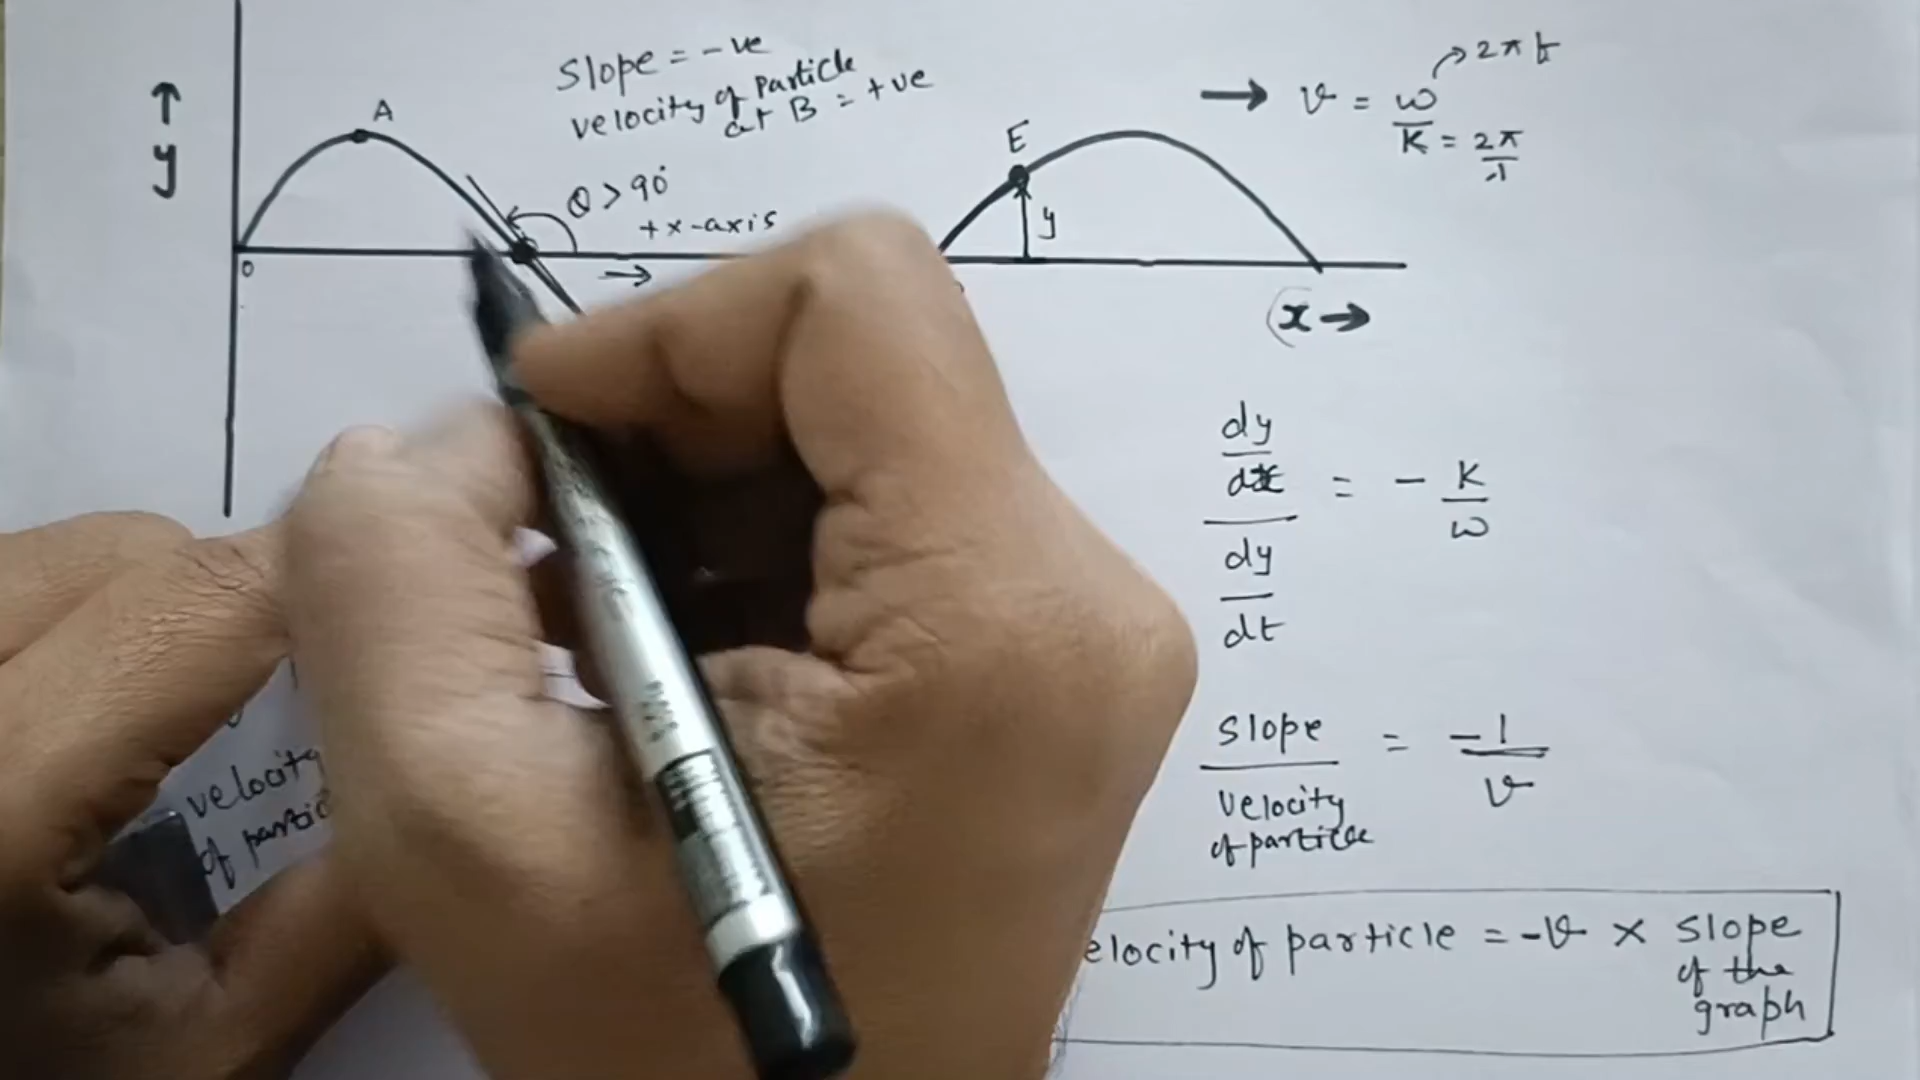 Slope = -ve
velocity of particle
at B = +ve
A
↑
y
θ > 90°
+x-axis
→
0
E
y
x →
→ v = ω → 2πf
K = 2π
λ
dy
dx
= - K
ω
dy
dt
slope = -1
velocity v
of particle
velocity
of partic
elocity of particle = -v × slope
of the
graph